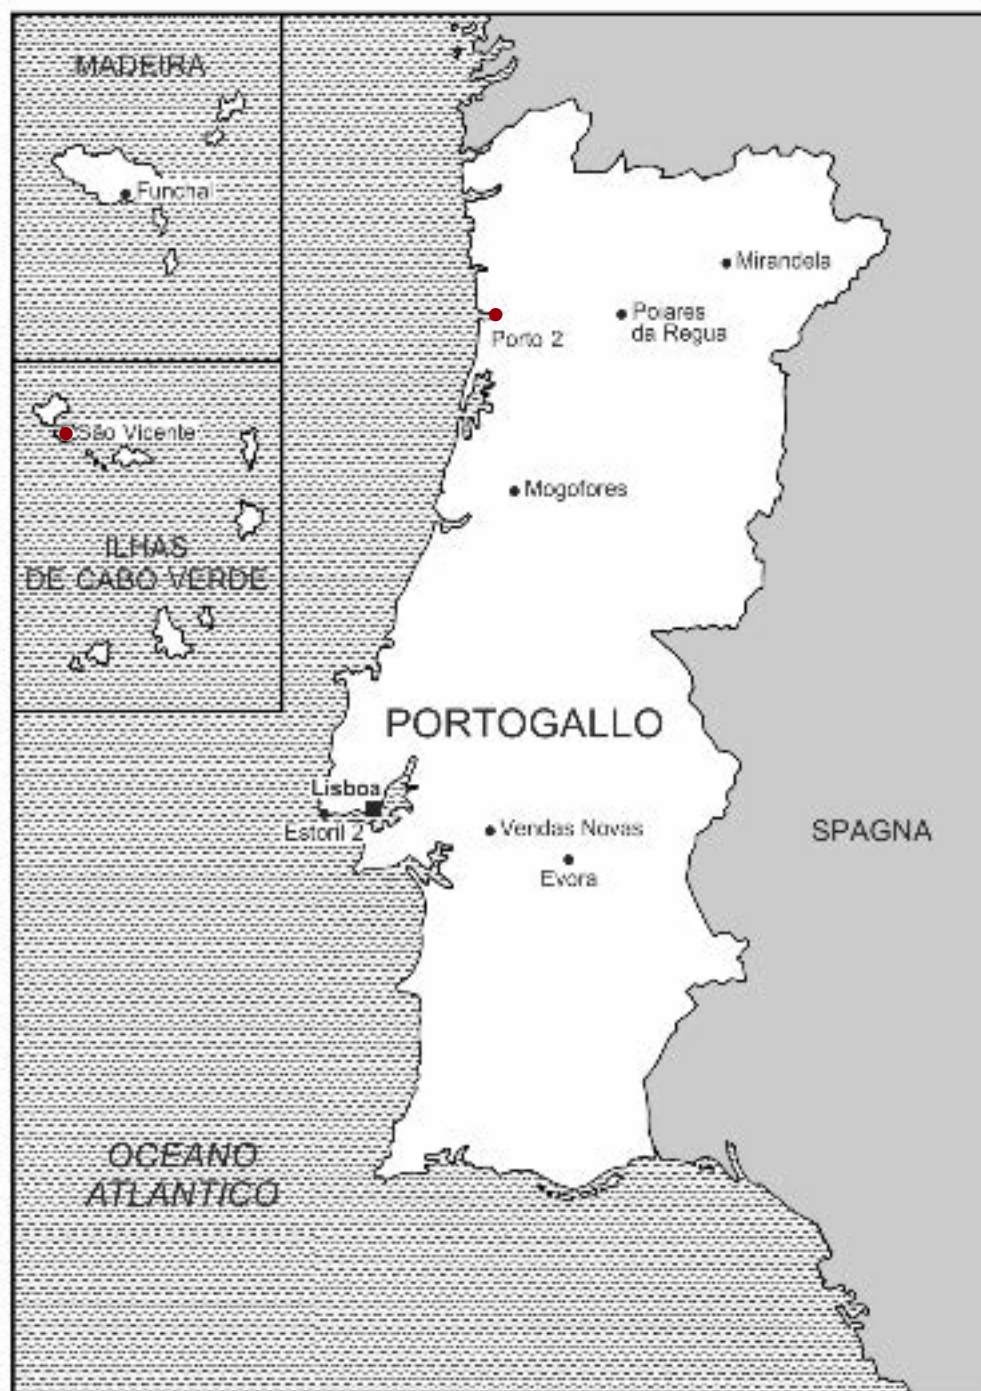 MADEIRA
Funchal
São Vicente
ILHAS
DE CABO VERDE
Mirandela
Poiares
da Regua
Porto 2
Mogofores
PORTOGALLO
Lisboa
Estoril 2
Vendas Novas
Evora
SPAGNA
OCEANO
ATLANTICO